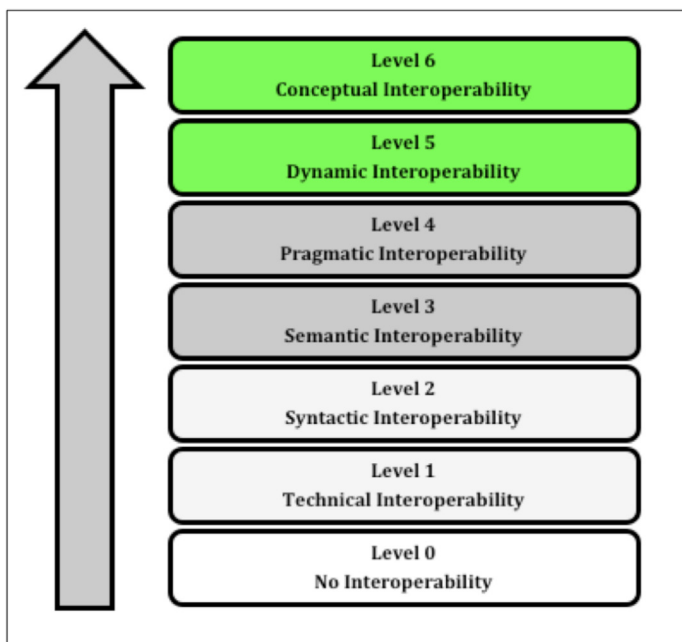 Level 6
Conceptual Interoperability
Level 5
Dynamic Interoperability
Level 4
Pragmatic Interoperability
Level 3
Semantic Interoperability
Level 2
Syntactic Interoperability
Level 1
Technical Interoperability
Level 0
No Interoperability